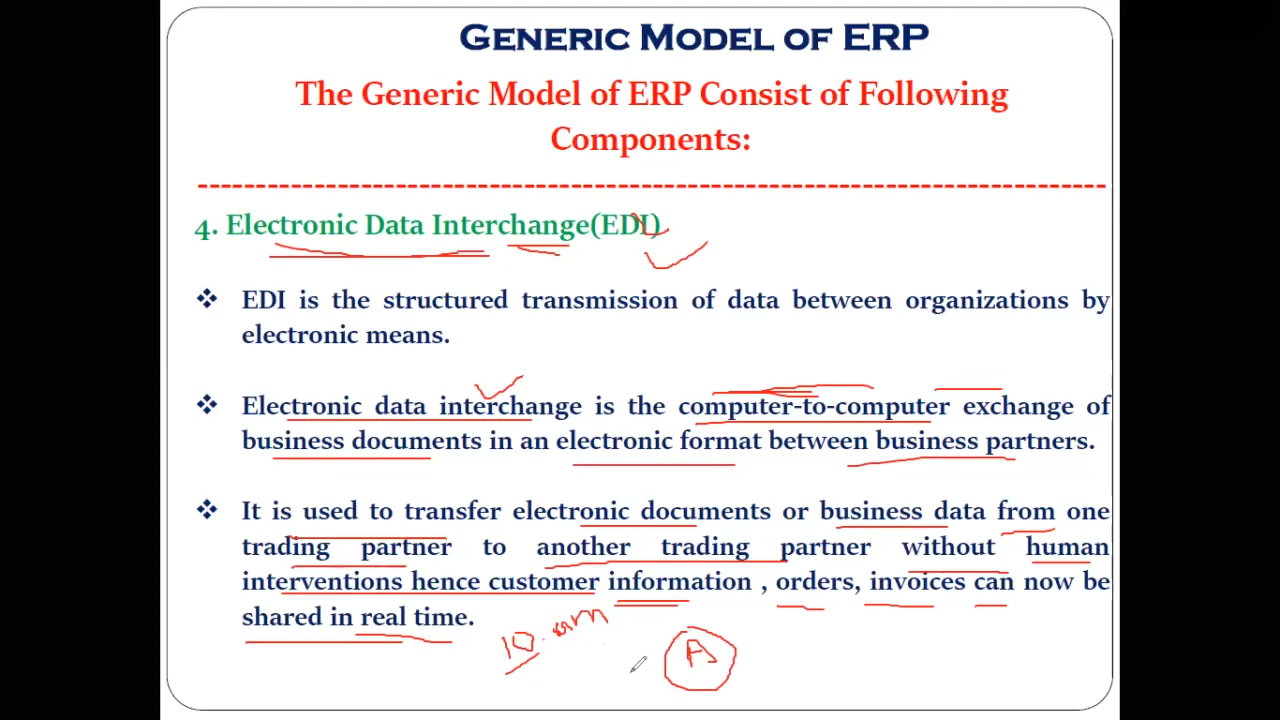 GENERIC MODEL OF ERP
The Generic Model of ERP Consist of Following
Components:
4. Electronic Data Interchange(EDI)
❖ EDI is the structured transmission of data between organizations by
electronic means.
❖ Electronic data interchange is the computer-to-computer exchange of
business documents in an electronic format between business partners.
❖ It is used to transfer electronic documents or business data from one
trading partner to another trading partner without human
interventions hence customer information , orders, invoices can now be
shared in real time.
10
A